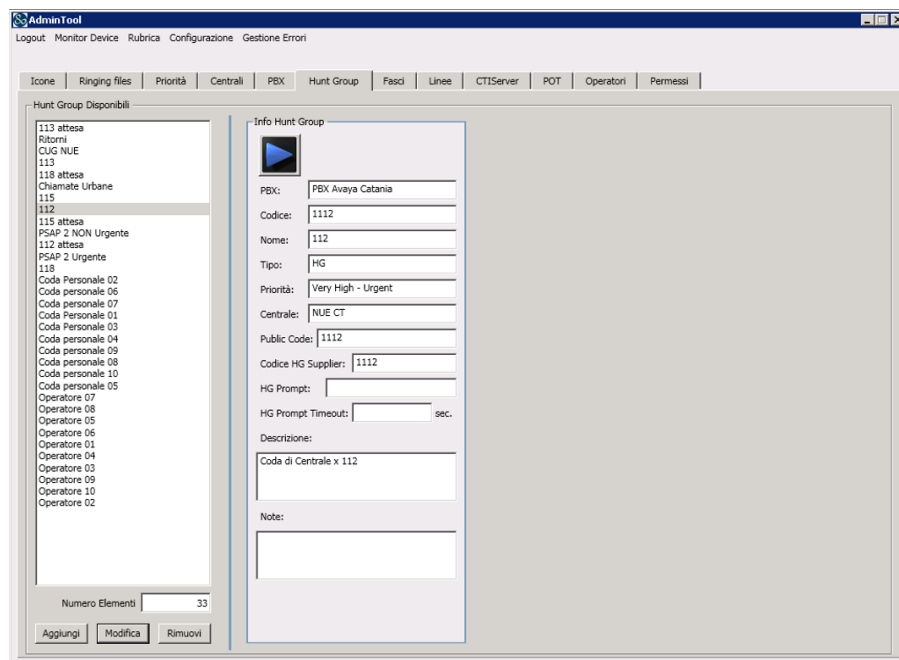 AdminTool
Logout Monitor Device Rubrica Configurazione Gestione Errori
Icone Ringing files Priorità Centrali PBX Hunt Group Fasci Linee CTIServer POT Operatori Permessi
Hunt Group Disponibili
113 attesa
Ritorni
CUG NUE
113
118 attesa
Chiamate Urbane
115
112
115 attesa
PSAP 2 NON Urgente
112 attesa
PSAP 2 Urgente
118
Coda Personale 02
Coda personale 06
Coda personale 07
Coda Personale 01
Coda Personale 03
Coda personale 04
Coda personale 09
Coda personale 08
Coda personale 10
Coda personale 05
Operatore 07
Operatore 08
Operatore 05
Operatore 06
Operatore 01
Operatore 04
Operatore 03
Operatore 09
Operatore 10
Operatore 02
Numero Elementi 33
Aggiungi Modifica Rimuovi
Info Hunt Group
PBX: PBX Avaya Catania
Codice: 1112
Nome: 112
Tipo: HG
Priorità: Very High - Urgent
Centrale: NUE CT
Public Code: 1112
Codice HG Supplier: 1112
HG Prompt:
HG Prompt Timeout: sec.
Descrizione:
Coda di Centrale x 112
Note: